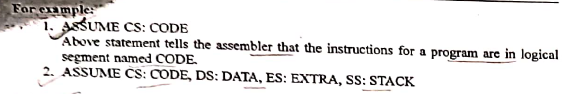 For example:
1. ASSUME CS: CODE
Above statement tells the assembler that the instructions for a program are in logical
segment named CODE.
2. ASSUME CS: CODE, DS: DATA, ES: EXTRA, SS: STACK